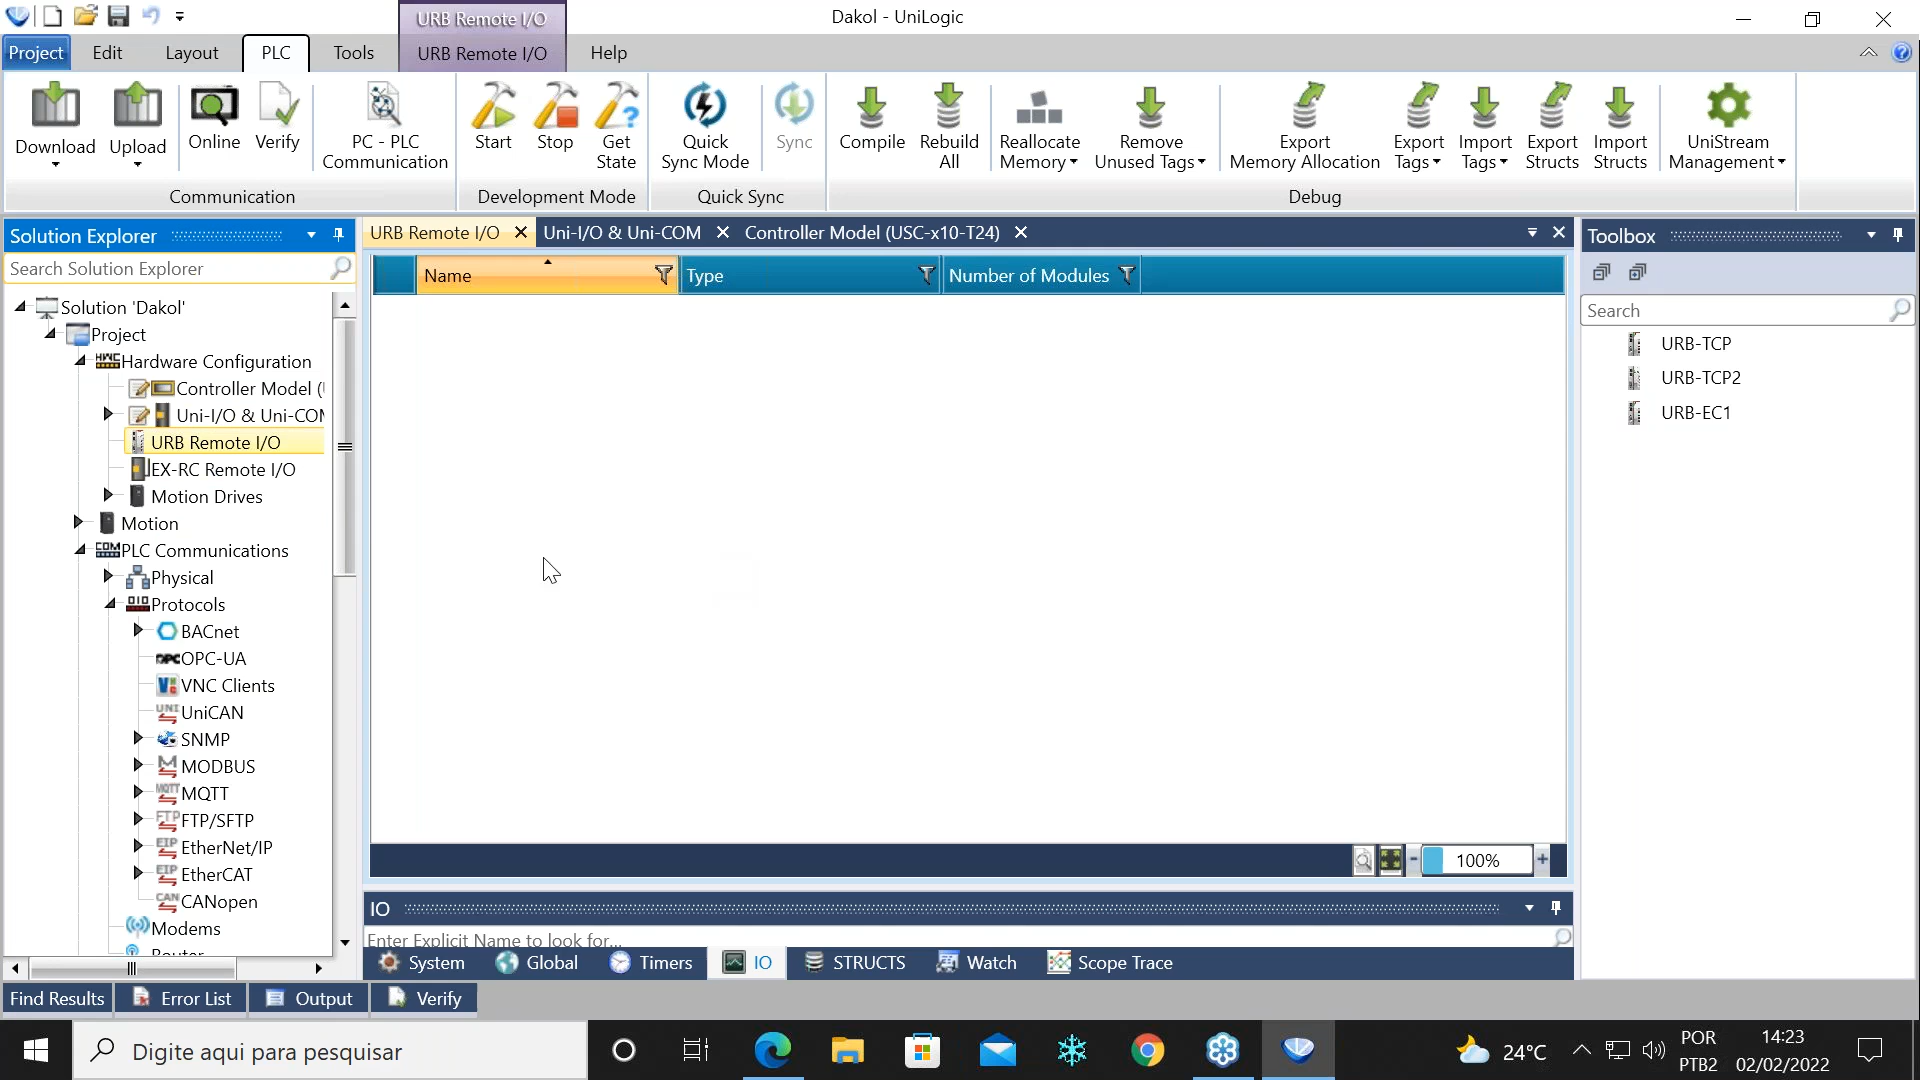 URB Remote I/O
Dakol - UniLogic
Project
Edit
Layout
PLC
Tools
URB Remote I/O
Help
Download
Upload
Online
Verify
PC - PLC
Communication
Communication
Start
Stop
Get
State
Development Mode
Quick
Sync Mode
Sync
Quick Sync
Compile
Rebuild
All
Reallocate
Memory
Remove
Unused Tags
Export
Memory Allocation
Export
Tags
Import
Tags
Export
Structs
Import
Structs
UniStream
Management
Debug
Solution Explorer
Search Solution Explorer
Solution 'Dakol'
Project
Hardware Configuration
Controller Model (
Uni-I/O & Uni-COM
URB Remote I/O
EX-RC Remote I/O
Motion Drives
Motion
PLC Communications
Physical
Protocols
BACnet
OPC-UA
VNC Clients
UniCAN
SNMP
MODBUS
MQTT
FTP/SFTP
EtherNet/IP
EtherCAT
CANopen
Modems
Router
URB Remote I/O
Uni-I/O & Uni-COM
Controller Model (USC-x10-T24)
Name
Type
Number of Modules
100%
IO
Enter Explicit Name to look for...
System
Global
Timers
IO
STRUCTS
Watch
Scope Trace
Toolbox
Search
URB-TCP
URB-TCP2
URB-EC1
Find Results
Error List
Output
Verify
Digite aqui para pesquisar
24°C
POR
PTB2
14:23
02/02/2022